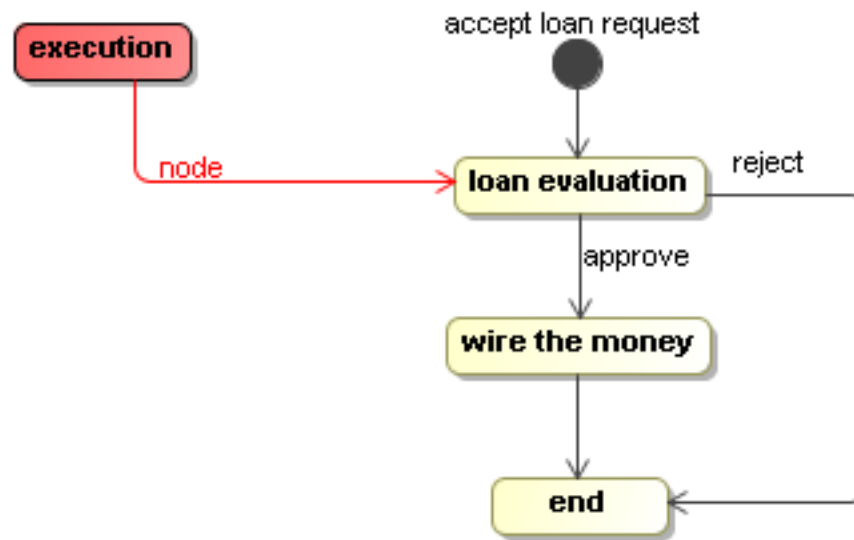 accept loan request
execution
node
loan evaluation
reject
approve
wire the money
end